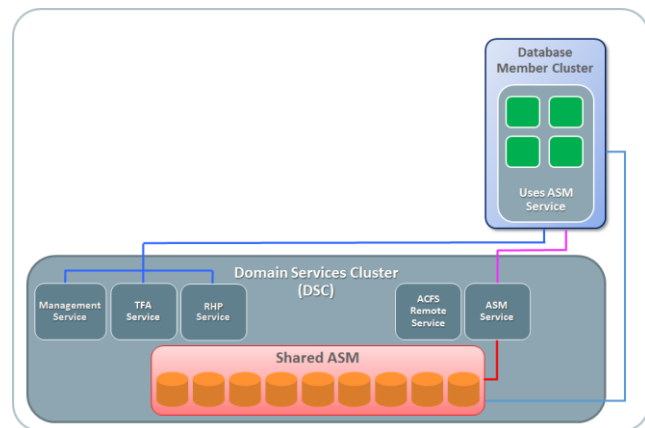 Database
Member Cluster
Uses ASM
Service
Domain Services Cluster
(DSC)
Management
Service
TFA
Service
RHP
Service
ACFS
Remote
Service
ASM
Service
Shared ASM